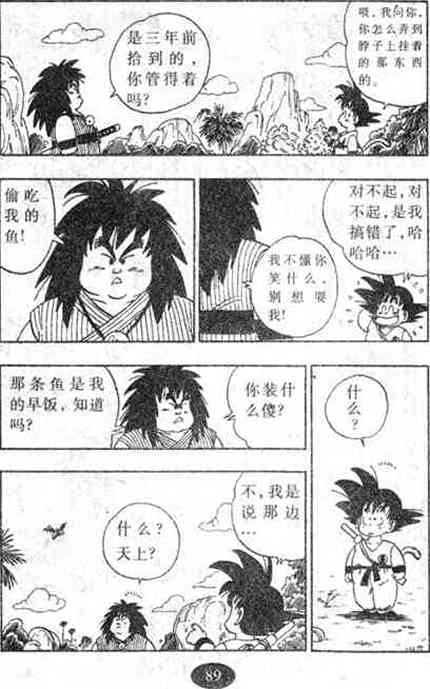 喂，我问你，
你怎么弄到
脖子上挂着
的那东西
的。
是三年前
拾到的，
你管得着
吗？
对不起，对
不起，是我
搞错了，哈
哈哈…
我不懂你
笑什么，
别想耍
我！
偷吃
我的
鱼！
什
么
？
你装什
么傻？
那条鱼是我
的早饭，知道
吗？
不，我是
说那边
…
什么？
天上？
89